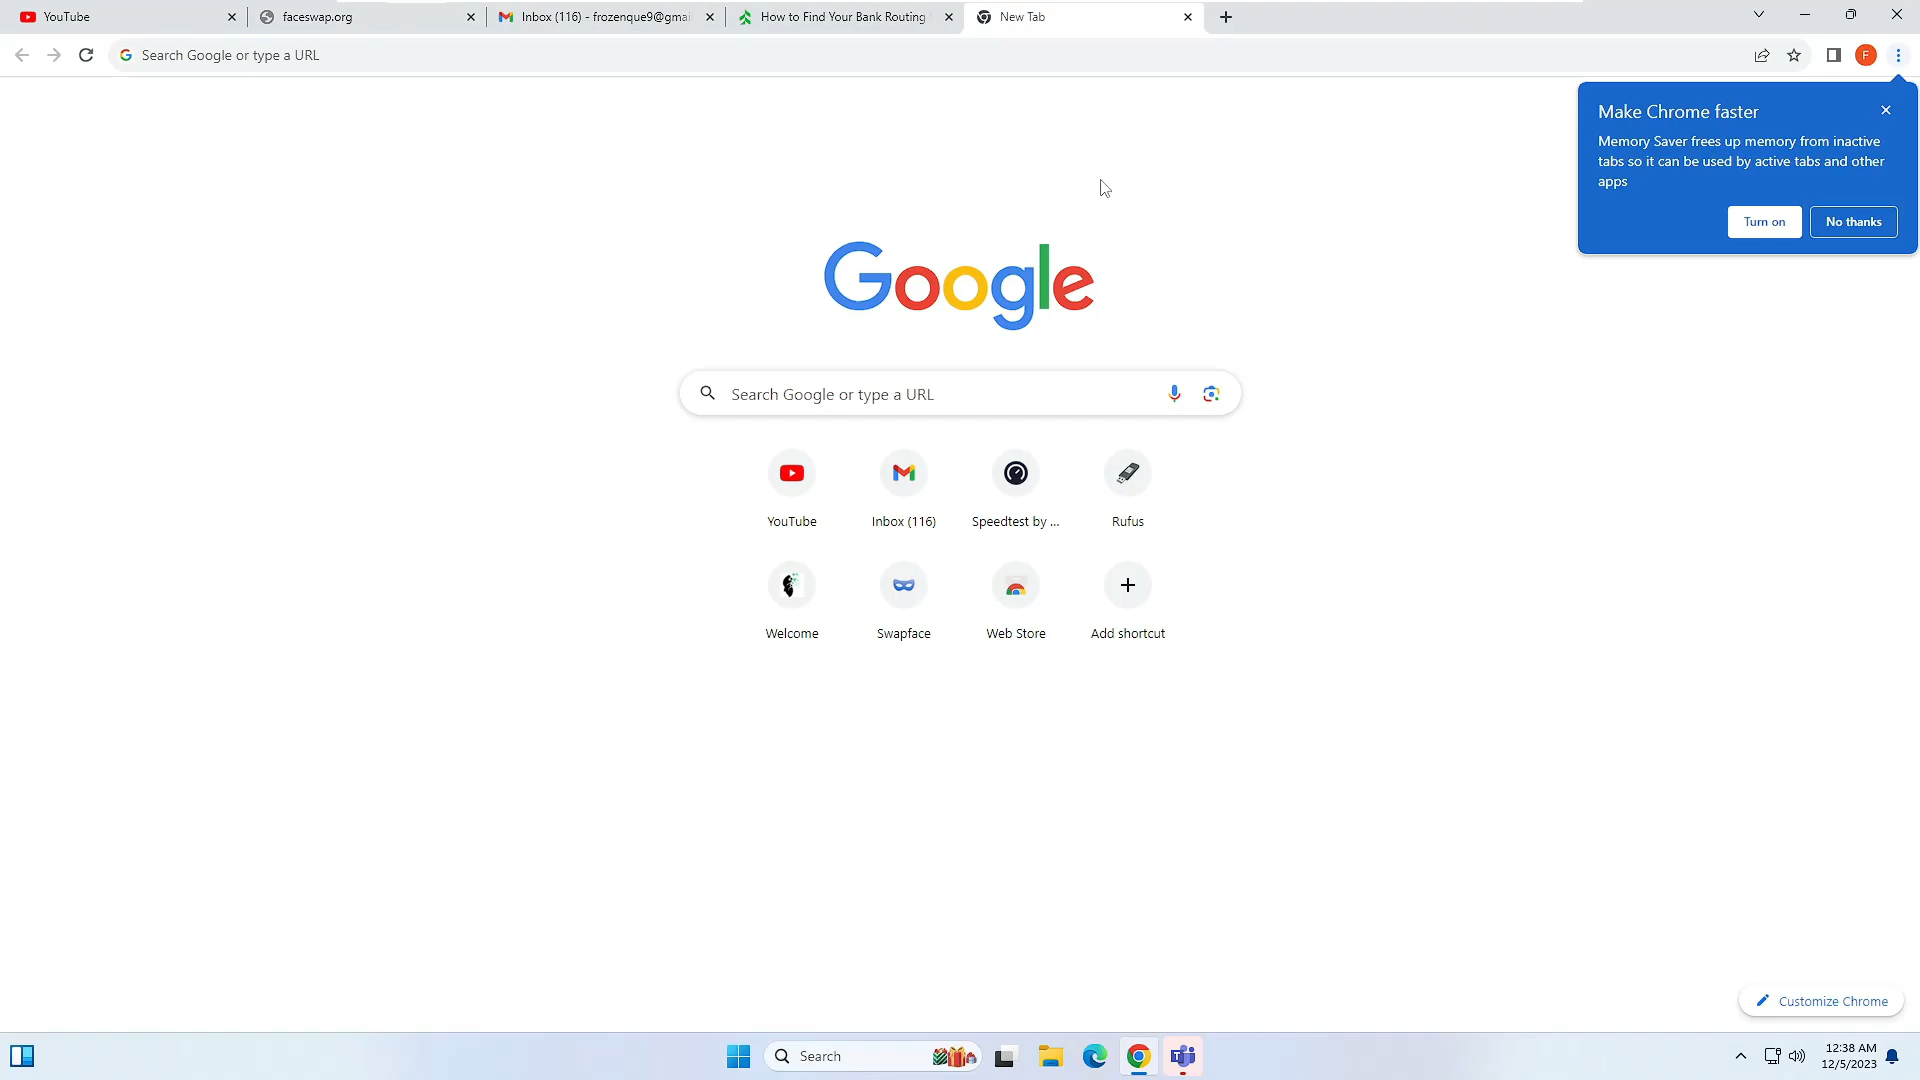 YouTube
faceswap.org
Inbox (116) - frozenque9@gmai
How to Find Your Bank Routing
New Tab
Search Google or type a URL
F
Make Chrome faster
Memory Saver frees up memory from inactive
tabs so it can be used by active tabs and other
apps
Turn on
No thanks
Google
Search Google or type a URL
YouTube
Inbox (116)
Speedtest by ...
Rufus
Welcome
Swapface
Web Store
Add shortcut
Customize Chrome
Search
12:38 AM
12/5/2023